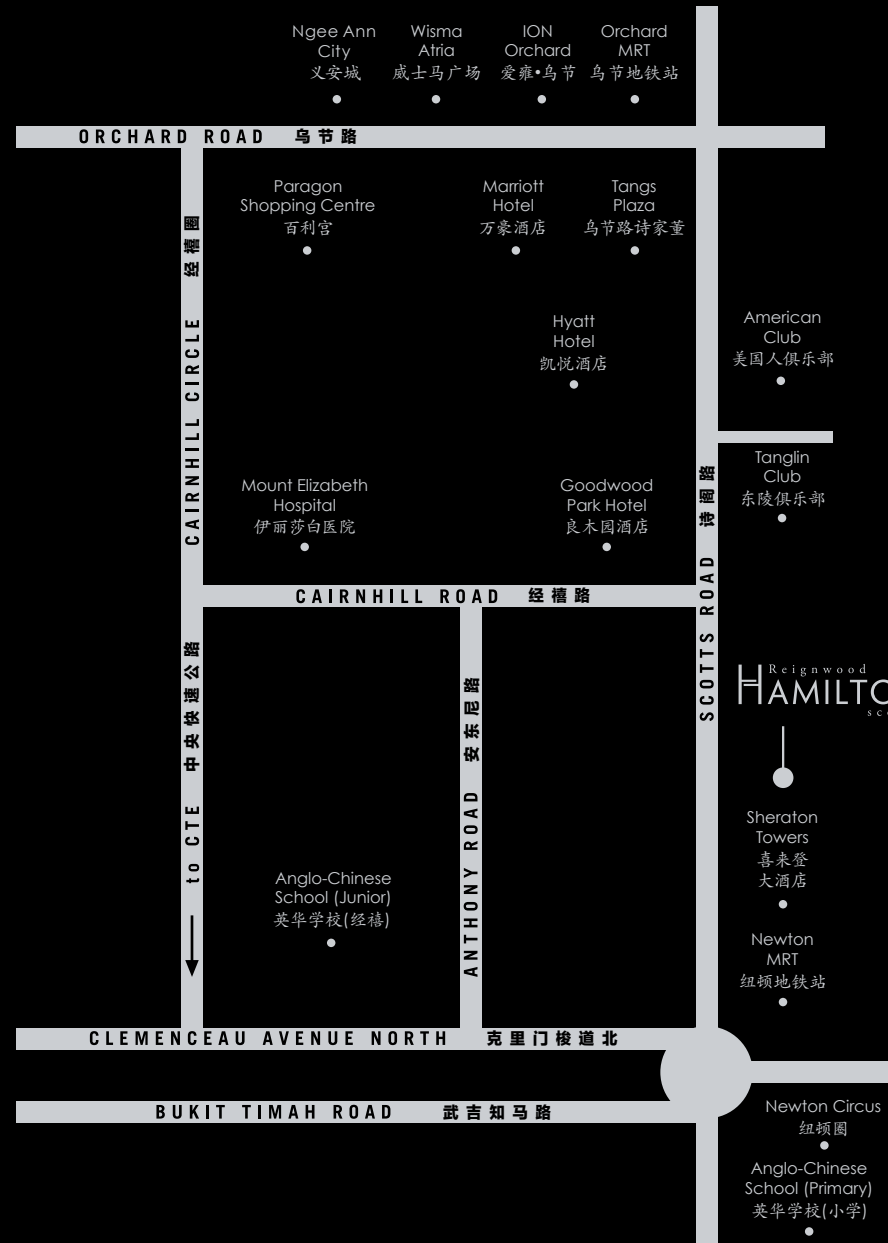 Ngee Ann
City
义安城
Wisma
Atria
威士马广场
ION
Orchard
爱雍•乌节
Orchard
MRT
乌节地铁站
ORCHARD ROAD 乌节路
Paragon
Shopping Centre
百利宫
Marriott
Hotel
万豪酒店
Tangs
Plaza
乌节路诗家董
CAIRNHILL CIRCLE 经禧圈
Hyatt
Hotel
凯悦酒店
American
Club
美国人俱乐部
Mount Elizabeth
Hospital
伊丽莎白医院
Goodwood
Park Hotel
良木园酒店
SCOTTS ROAD 诗阁路
Tanglin
Club
东陵俱乐部
CAIRNHILL ROAD 经禧路
to CTE 中央快速公路
ANTHONY ROAD 安东尼路
Reignwood
HAMILTO
sc
Sheraton
Towers
喜来登
大酒店
Anglo-Chinese
School (Junior)
英华学校(经禧)
Newton
MRT
纽顿地铁站
CLEMENCEAU AVENUE NORTH 克里门梭道北
BUKIT TIMAH ROAD 武吉知马路
Newton Circus
纽顿圈
Anglo-Chinese
School (Primary)
英华学校(小学)